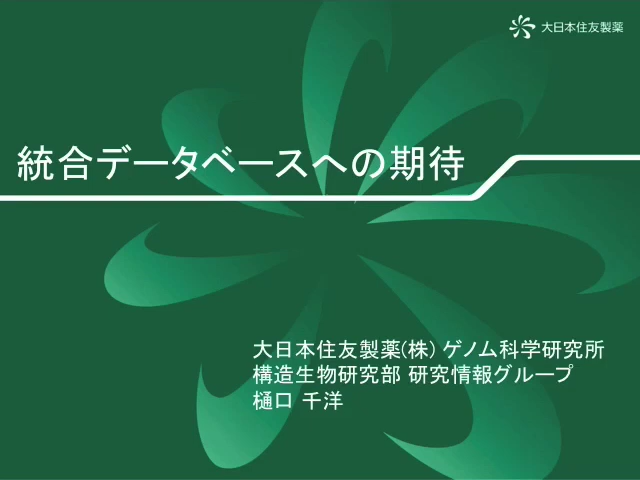 大日本住友製薬
統合データベースへの期待
大日本住友製薬(株) ゲノム科学研究所
構造生物研究部 研究情報グループ
樋口 千洋